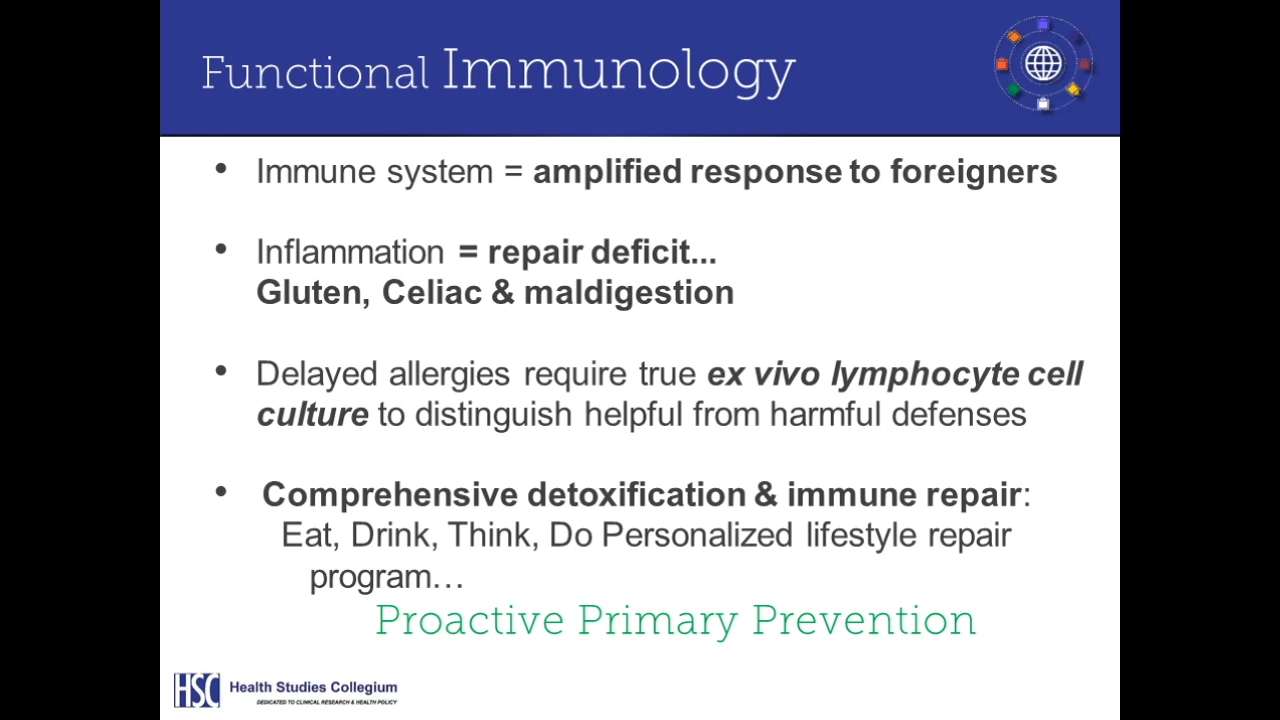 Functional Immunology
• Immune system = amplified response to foreigners
• Inflammation = repair deficit...
Gluten, Celiac & maldigestion
• Delayed allergies require true ex vivo lymphocyte cell
culture to distinguish helpful from harmful defenses
• Comprehensive detoxification & immune repair:
Eat, Drink, Think, Do Personalized lifestyle repair
program…
Proactive Primary Prevention
HSC Health Studies Collegium
DEDICATED TO CLINICAL RESEARCH & HEALTH POLICY